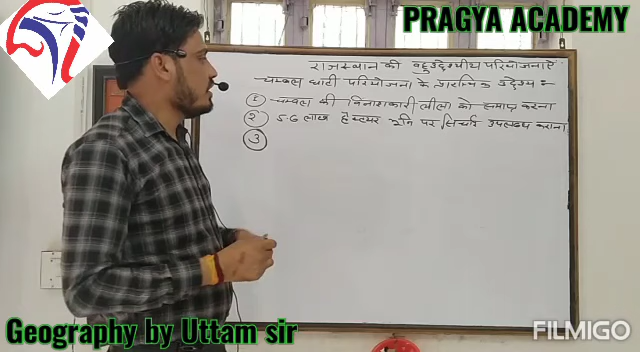 PRAGYA ACADEMY
राजस्थान की बहुउद्देश्यीय परियोजनाएँ
चम्बल घाटी परियोजना के प्रारम्भिक उद्देश्य :-
① चम्बल की विनाशकारी लीला को समाप्त करना
② 5.6 लाख हेक्टेयर भूमि पर सिंचाई उपलब्ध कराना
③
Geography by Uttam sir
FILMIGO